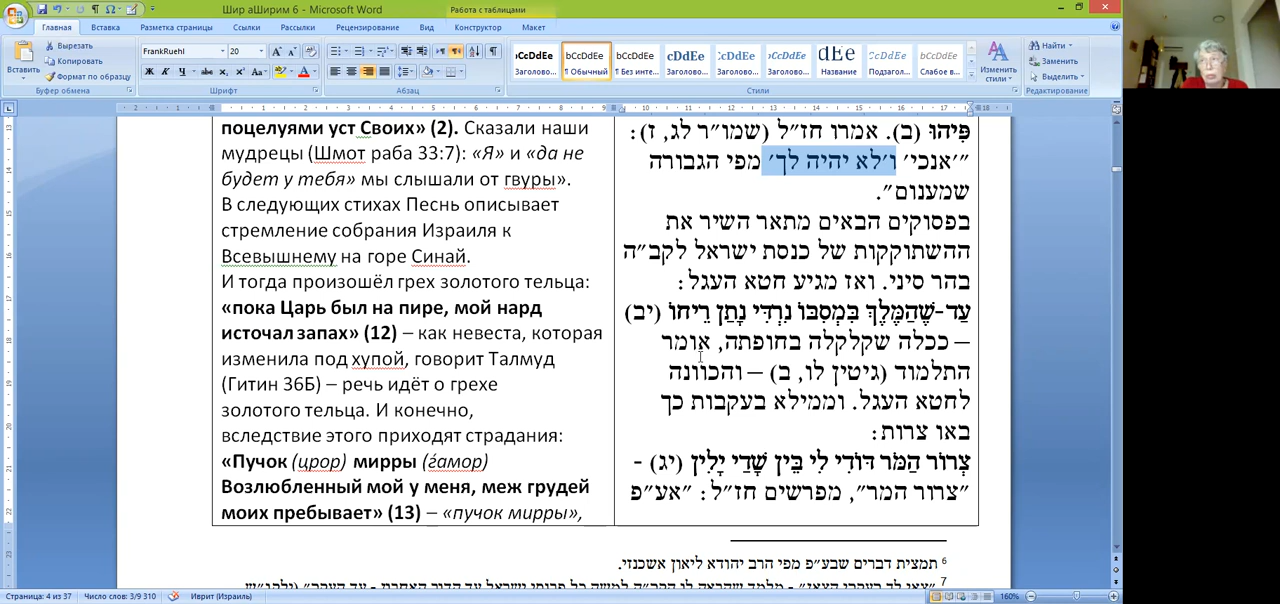 Шир аШирим 6 - Microsoft Word
Работа с таблицами
Главная
Вставка
Разметка страницы
Ссылки
Рассылки
Рецензирование
Вид
Конструктор
Макет
Вставить
Вырезать
Копировать
Формат по образцу
Буфер обмена
FrankRuehl
20
Шрифт
Абзац
Заголово...
¶ Обычный
¶ Без инте...
Заголово...
Заголово...
Заголово...
Название
Подзагол...
Слабое в...
Стили
Изменить стили
Найти
Заменить
Выделить
Редактирование
поцелуями уст Своих» (2). Сказали наши
мудрецы (Шмот раба 33:7): «Я» и «да не
будет у тебя» мы слышали от гвуры».
В следующих стихах Песнь описывает
стремление собрания Израиля к
Всевышнему на горе Синай.
И тогда произошёл грех золотого тельца:
«пока Царь был на пире, мой нард
источал запах» (12) – как невеста, которая
изменила под хупой, говорит Талмуд
(Гитин 36Б) – речь идёт о грехе
золотого тельца. И конечно,
вследствие этого приходят страдания:
«Пучок (црор) мирры (ѓамор)
Возлюбленный мой у меня, меж грудей
моих пребывает» (13) – «пучок мирры»,
פִּיהוּ (ב). אמרו חז״ל (שמו״ר לג, ז):
״׳אנכי׳ ו׳לא יהיה לך׳ מפי הגבורה
שמענום״.
בפסוקים הבאים מתאר השיר את
ההשתוקקות של כנסת ישראל לקב״ה
בהר סיני. ואז מגיע חטא העגל:
עַד-שֶׁהַמֶּלֶךְ בִּמְסִבּוֹ נִרְדִּי נָתַן רֵיחוֹ (יב)
– ככלה שקלקלה בחופתה, אומר
התלמוד (גיטין לו, ב) – והכוונה
לחטא העגל. וממילא בעקבות כך
באו צרות:
צְרוֹר הַמֹּר דּוֹדִי לִי בֵּין שָׁדַי יָלִין (יג) -
״צרור המר״, מפרשים חז״ל: ״אע״פ
6 תמצית דברים שבע״פ מפי הרב יהודא ליאון אשכנזי.
7
Страница: 4 из 37
Число слов: 3/9 310
Иврит (Израиль)
160%